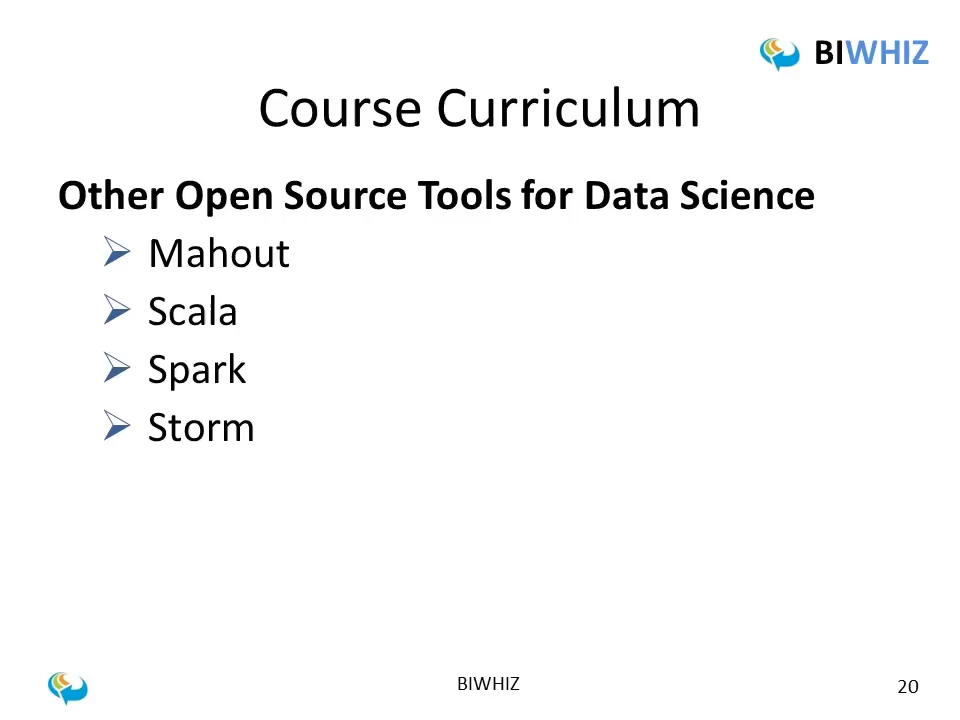 BIWHIZ
Course Curriculum
Other Open Source Tools for Data Science
➢ Mahout
➢ Scala
➢ Spark
➢ Storm
BIWHIZ
20